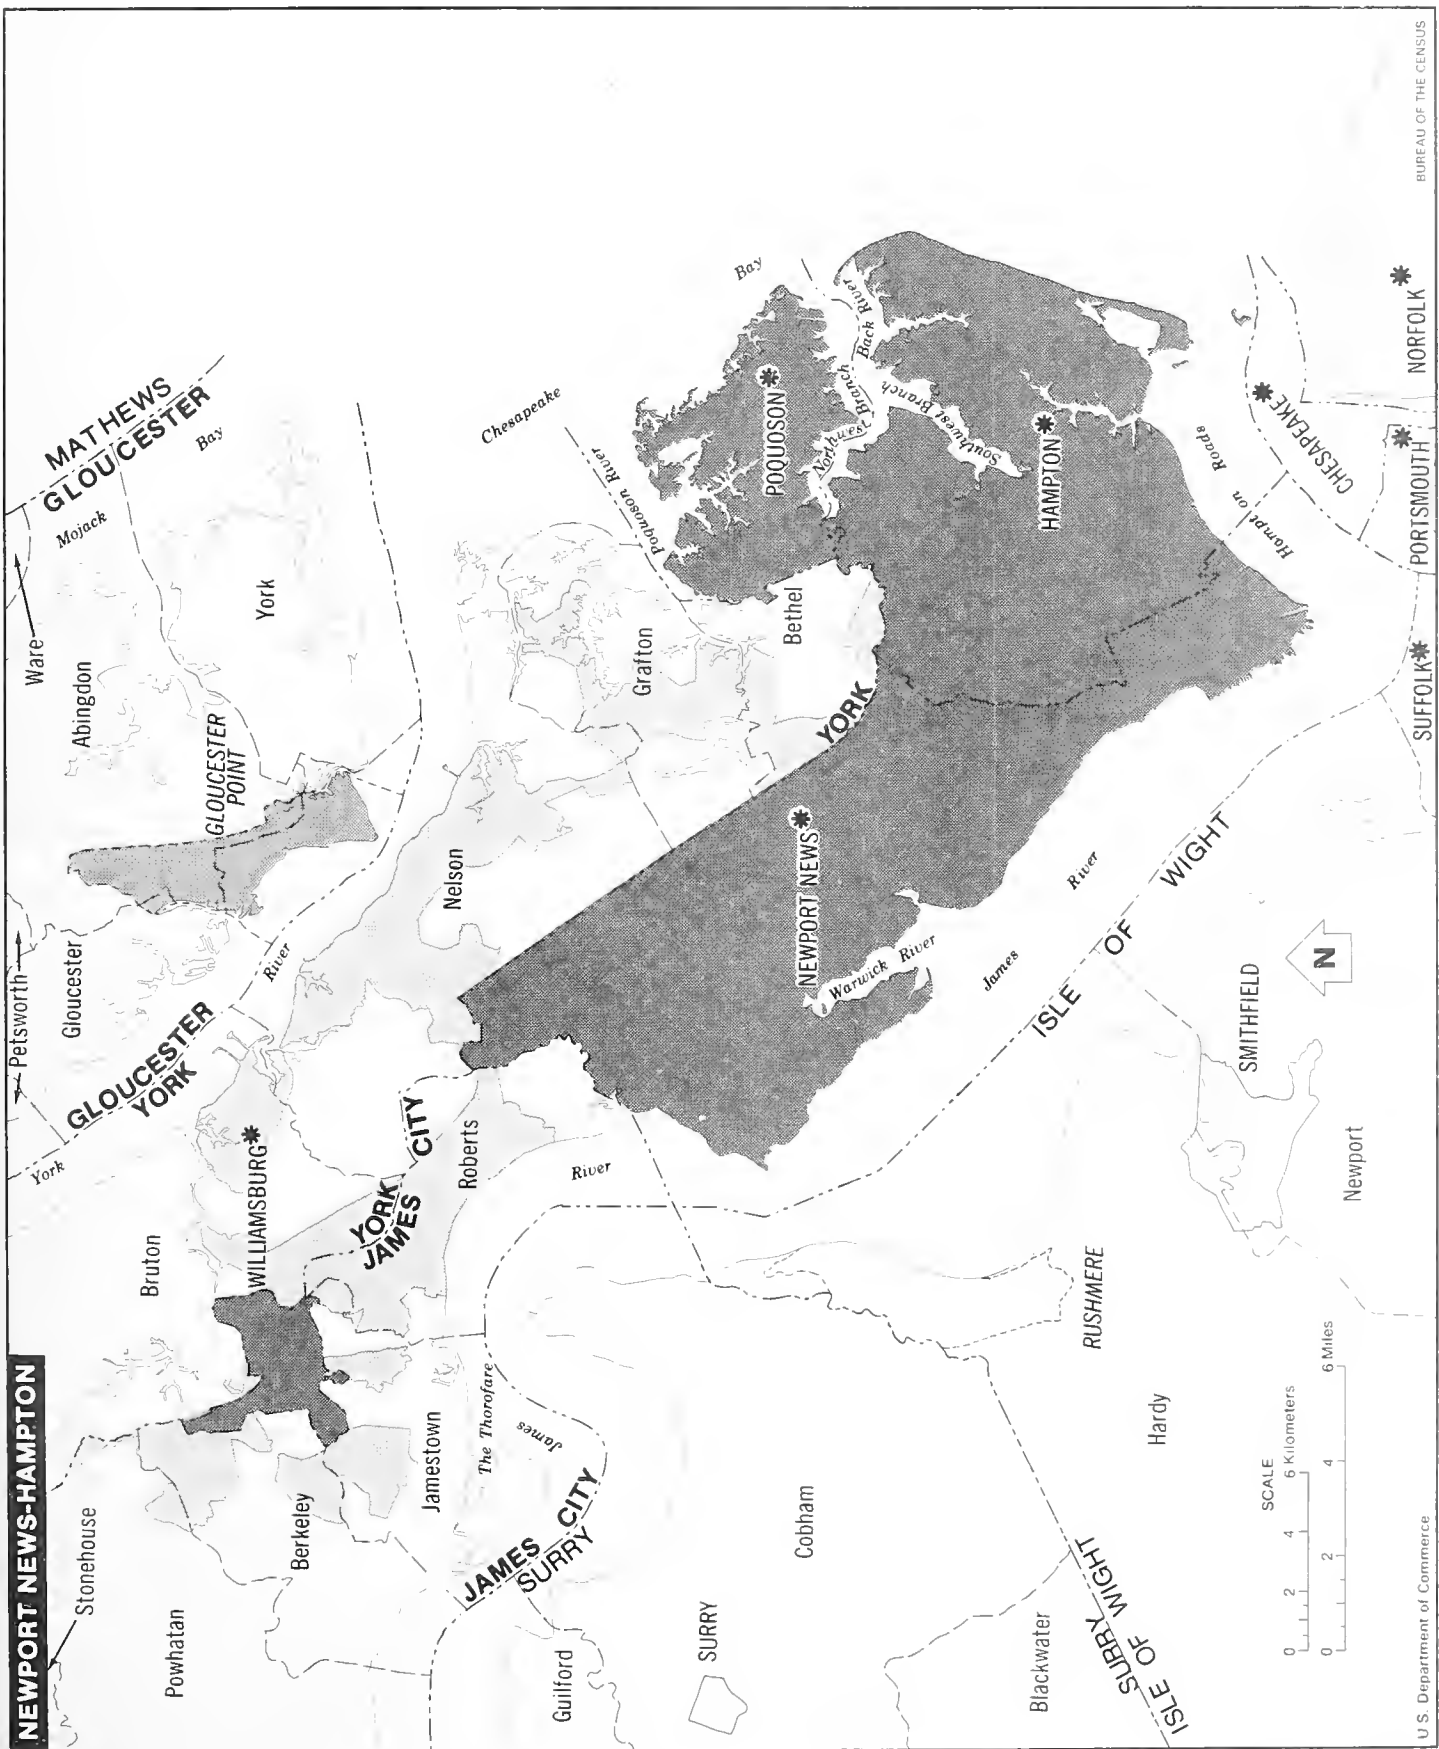 NEWPORT NEWS-HAMPTON
Stonehouse
Powhatan
Bruton
York
Petsworth
Gloucester
GLOUCESTER
YORK
Ware
Abingdon
Mojack
Bay
MATHEWS
GLOUCESTER
York
GLOUCESTER
POINT
River
WILLIAMSBURG
Berkeley
Jamestown
The Thorofare
James
JAMES CITY
SURRY
Guilford
YORK
JAMES CITY
Roberts
River
Nelson
Grafton
Chesapeake
Bay
Poquoson River
POQUOSON
Bethel
YORK
Northwest Branch
Back River
Southwest Branch
HAMPTON
NEWPORT NEWS
Warwick River
James
River
ISLE OF WIGHT
Hampton
Roads
CHESAPEAKE
NORFOLK
PORTSMOUTH
SUFFOLK
SURRY
Cobham
Blackwater
SURRY
ISLE OF WIGHT
Hardy
RUSHMERE
SMITHFIELD
Newport
N
SCALE
0 2 4 6 Kilometers
0 2 4 6 Miles
U.S. Department of Commerce
BUREAU OF THE CENSUS